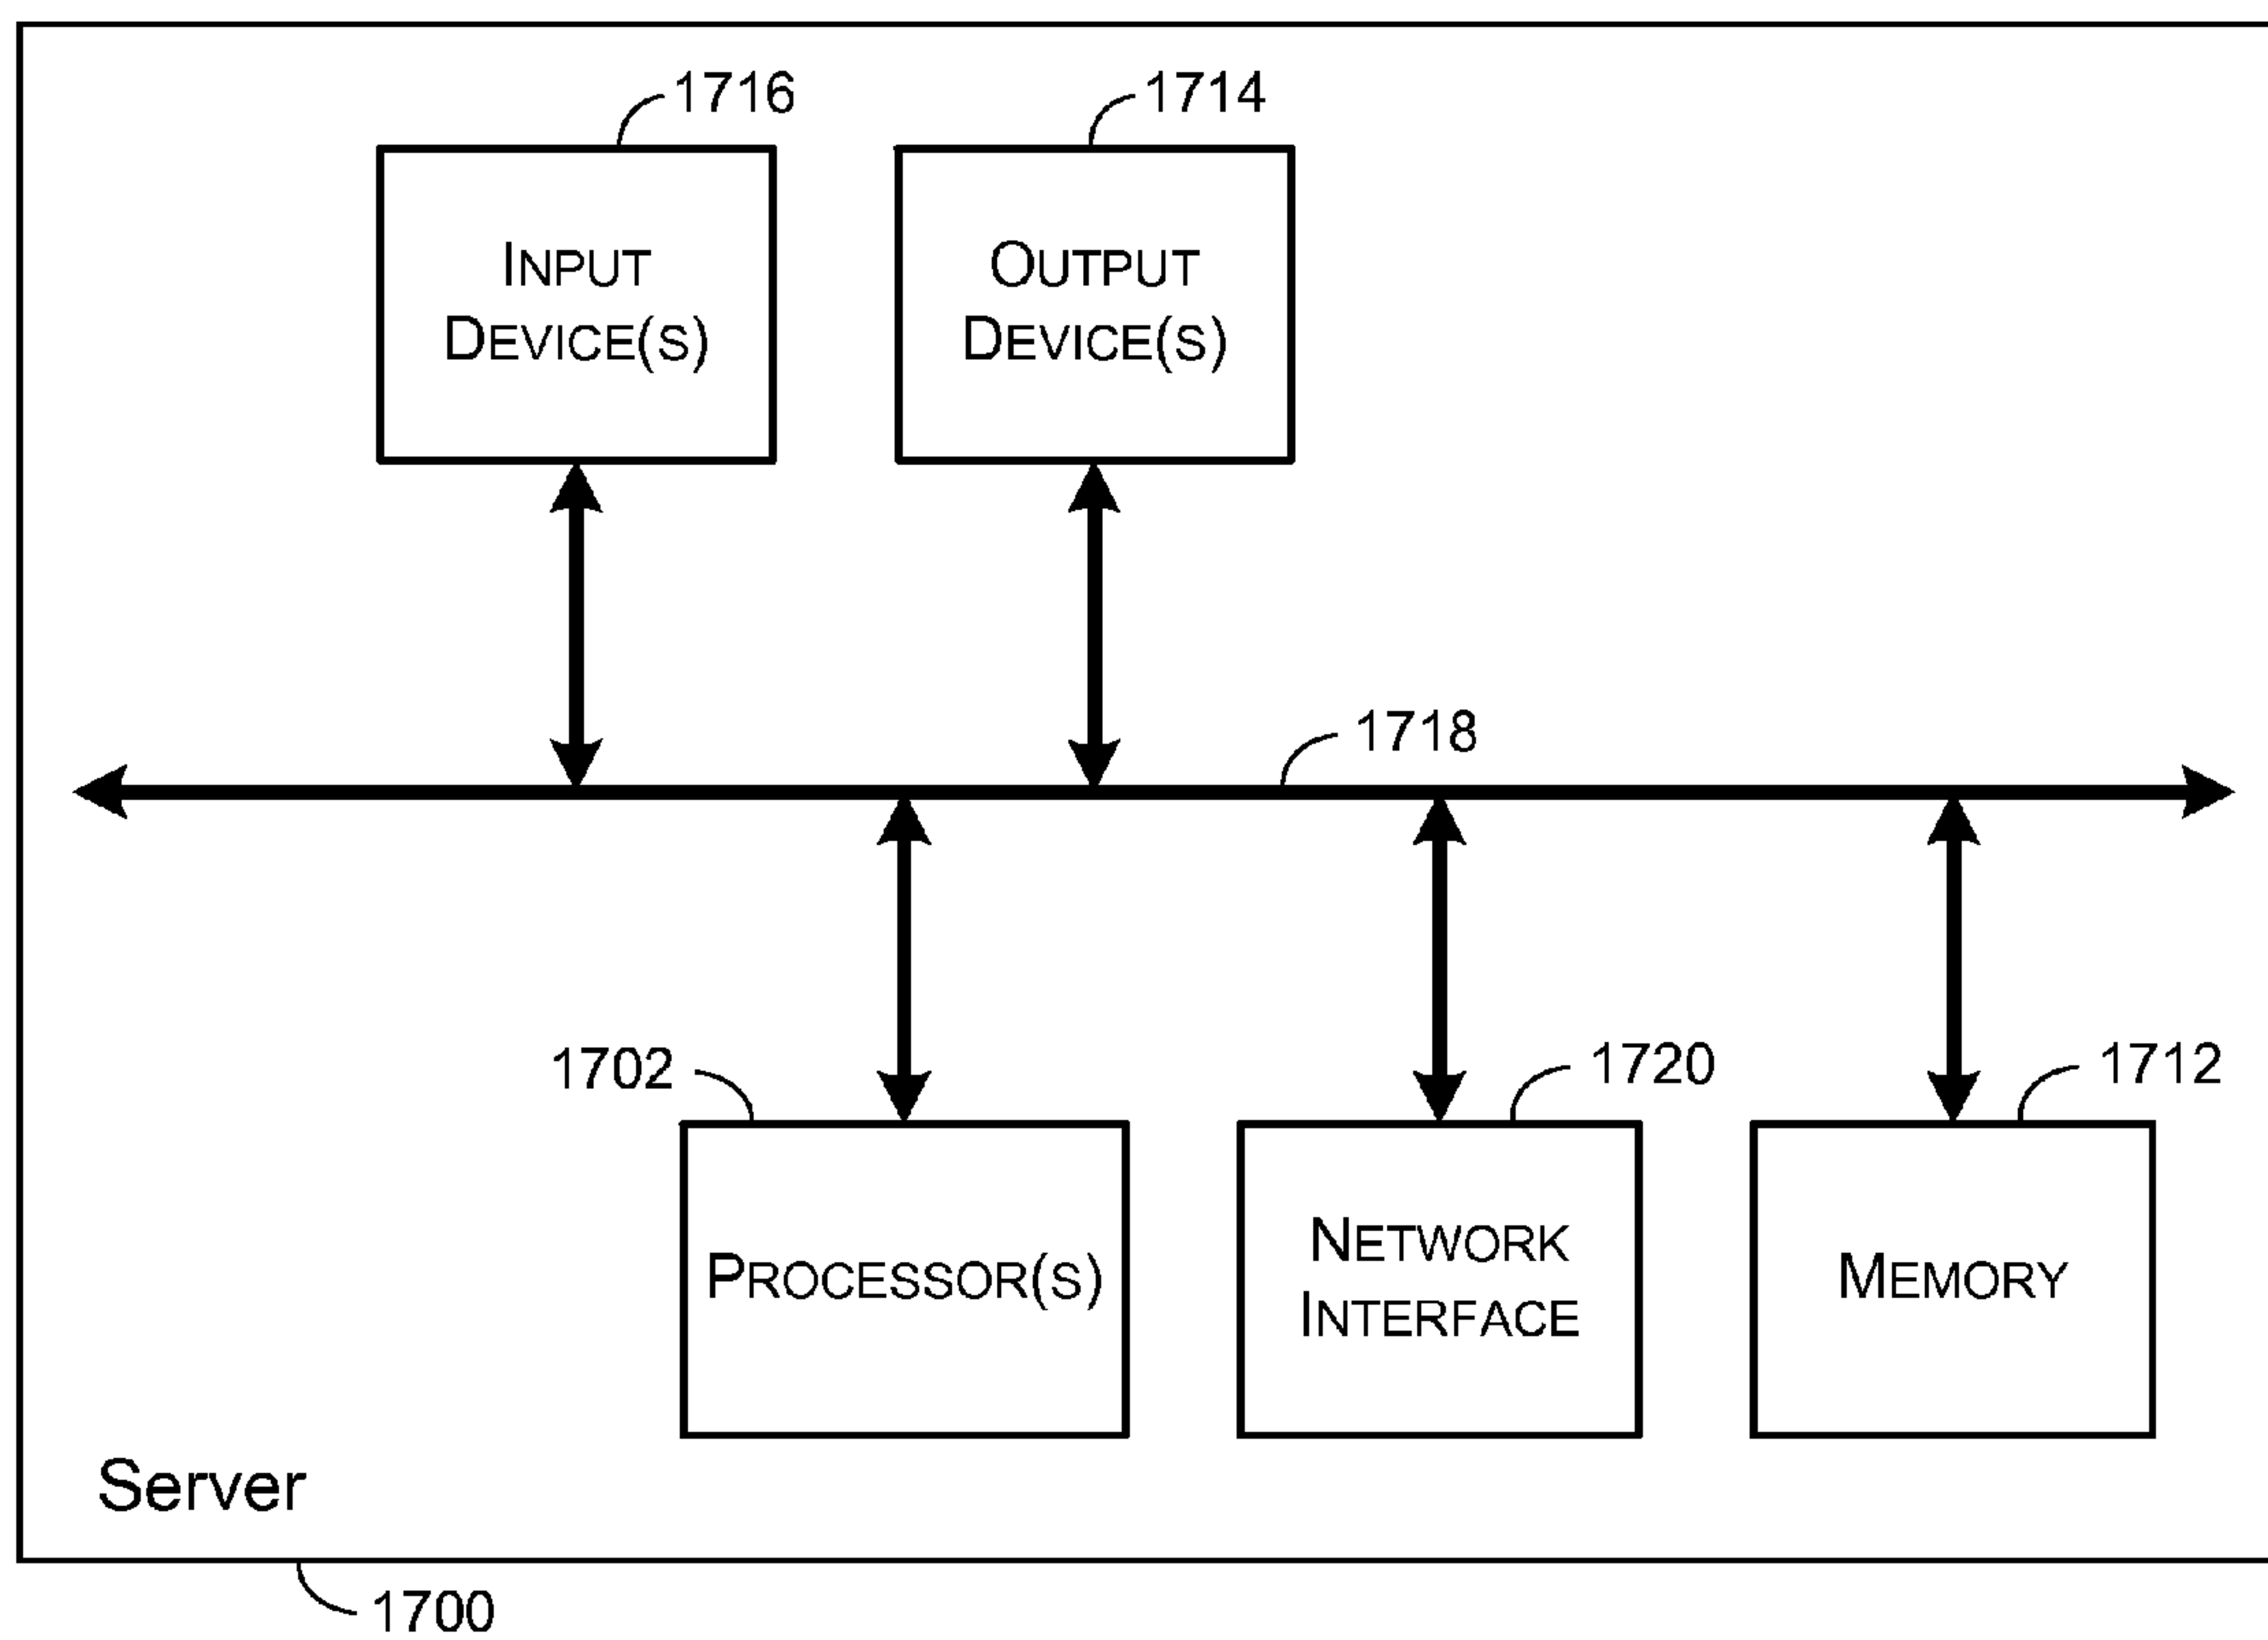 1716
1714
INPUT
DEVICE(S)
OUTPUT
DEVICE(S)
1718
1702
1720
1712
PROCESSOR(S)
NETWORK
INTERFACE
MEMORY
Server
1700